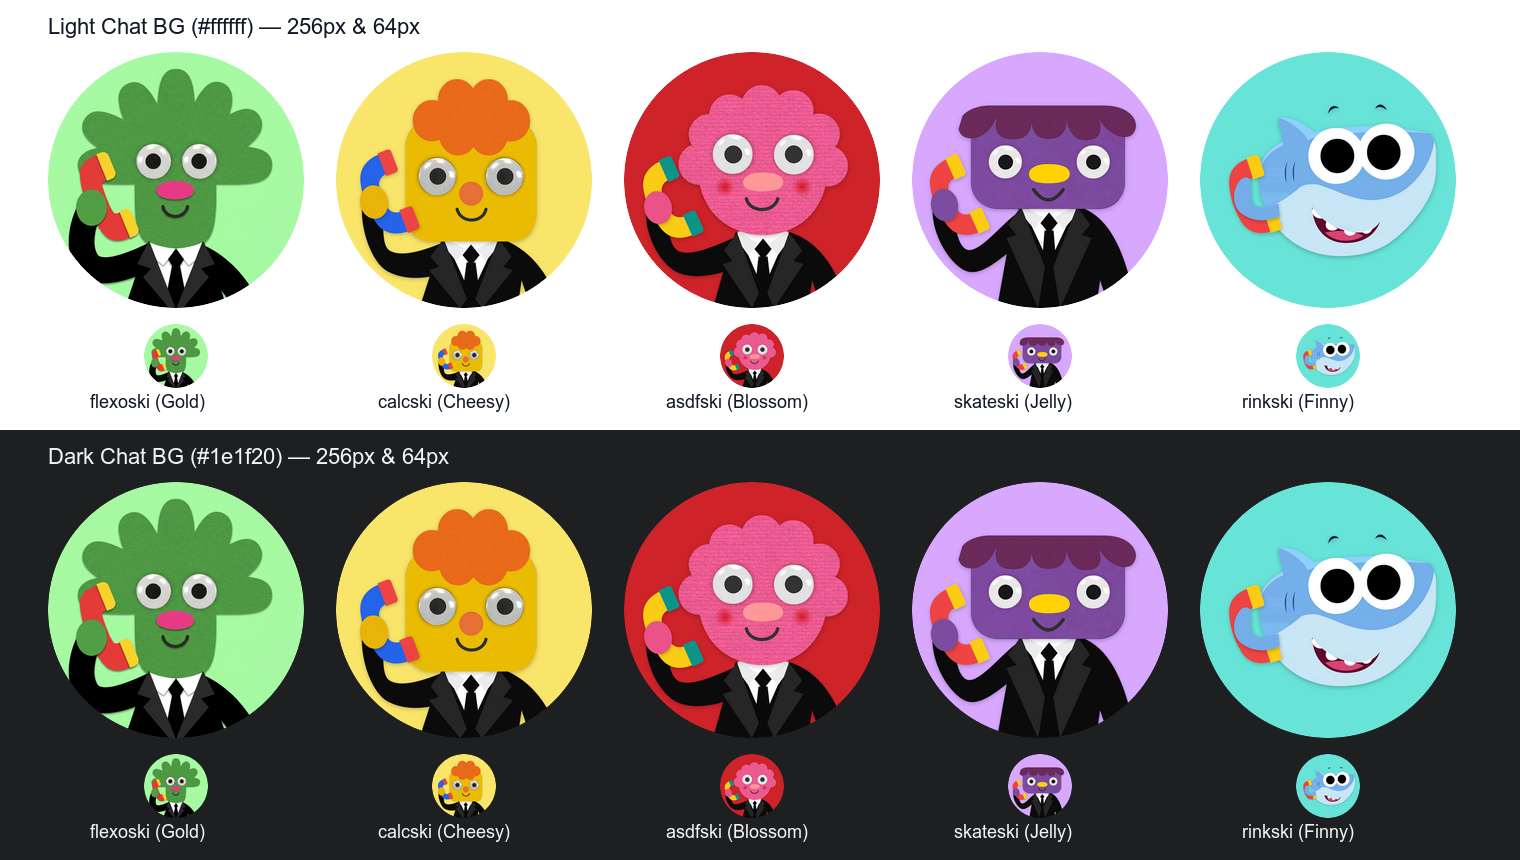 Light Chat BG (#ffffff) — 256px & 64px
flexoski (Gold)
calcski (Cheesy)
asdfski (Blossom)
skateski (Jelly)
rinkski (Finny)
Dark Chat BG (#1e1f20) — 256px & 64px
flexoski (Gold)
calcski (Cheesy)
asdfski (Blossom)
skateski (Jelly)
rinkski (Finny)